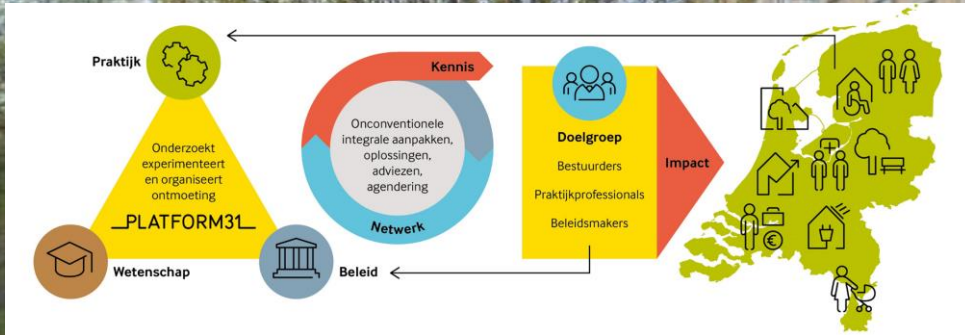 Praktijk
Onderzoekt
experimenteert
en organiseert
ontmoeting
PLATFORM31
Wetenschap
Beleid
Kennis
Onconventionele
integrale aanpakken,
oplossingen,
adviezen,
agendering
Netwerk
Doelgroep
Bestuurders
Praktijkprofessionals
Beleidsmakers
Impact
€